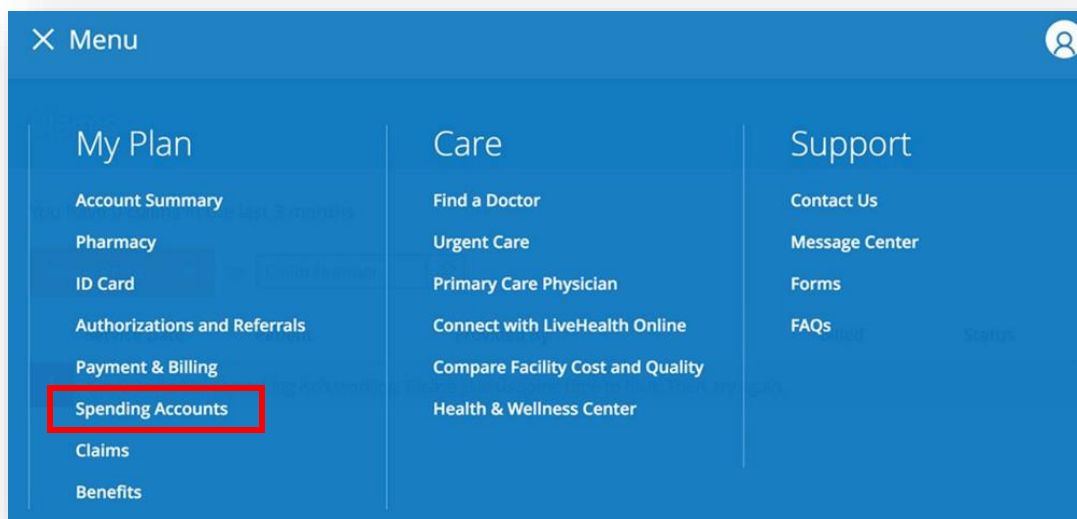 Menu
My Plan
Account Summary
Pharmacy
ID Card
Authorizations and Referrals
Payment & Billing
Spending Accounts
Claims
Benefits
Care
Find a Doctor
Urgent Care
Primary Care Physician
Connect with LiveHealth Online
Compare Facility Cost and Quality
Health & Wellness Center
Support
Contact Us
Message Center
Forms
FAQs
Status